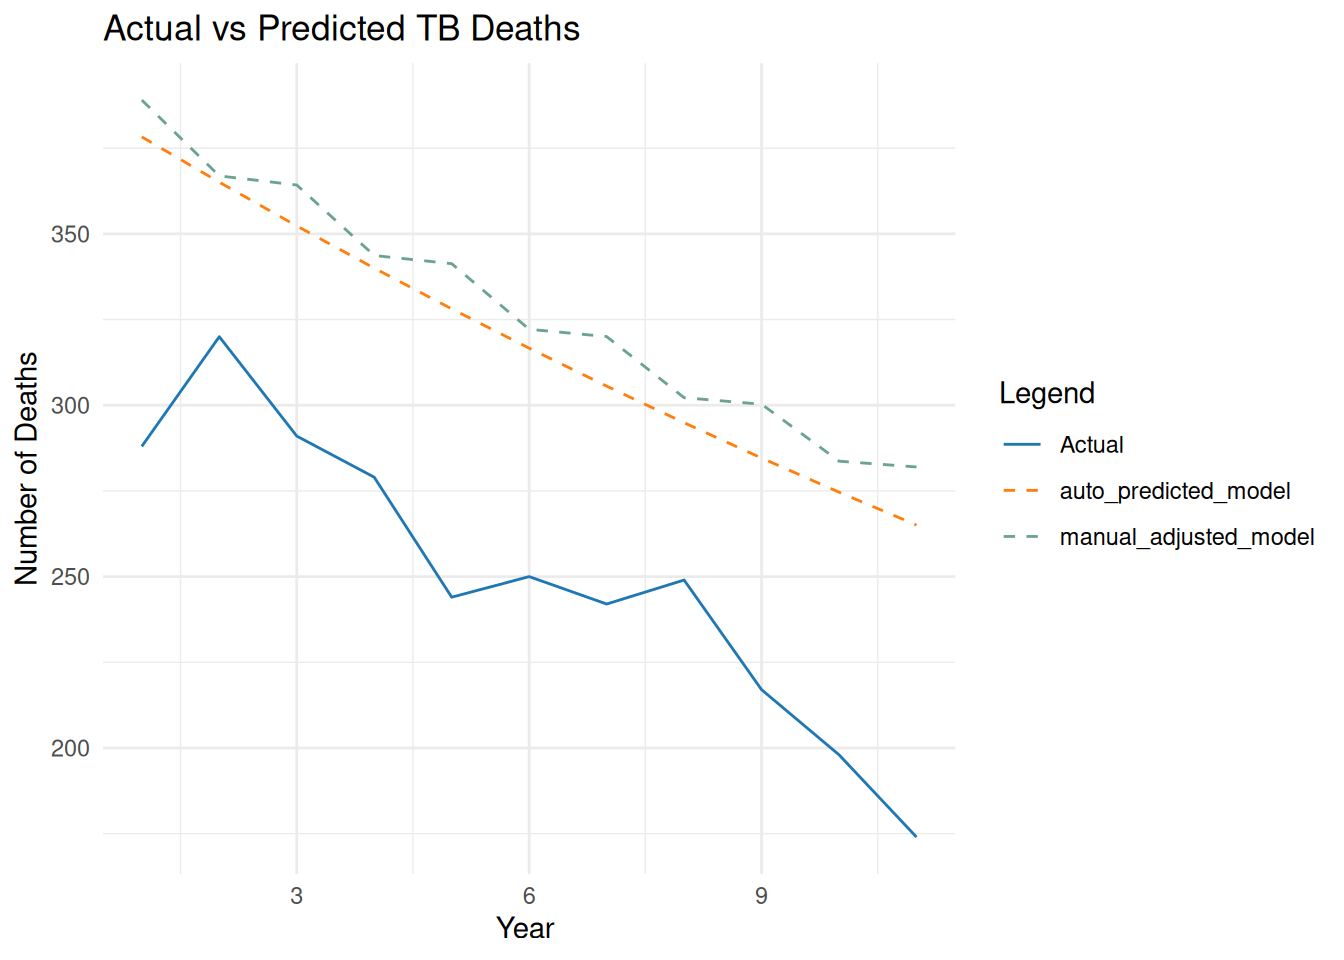 Actual vs Predicted TB Deaths
Number of Deaths
350
300
250
200
3
6
9
Year
Legend
Actual
auto_predicted_model
manual_adjusted_model